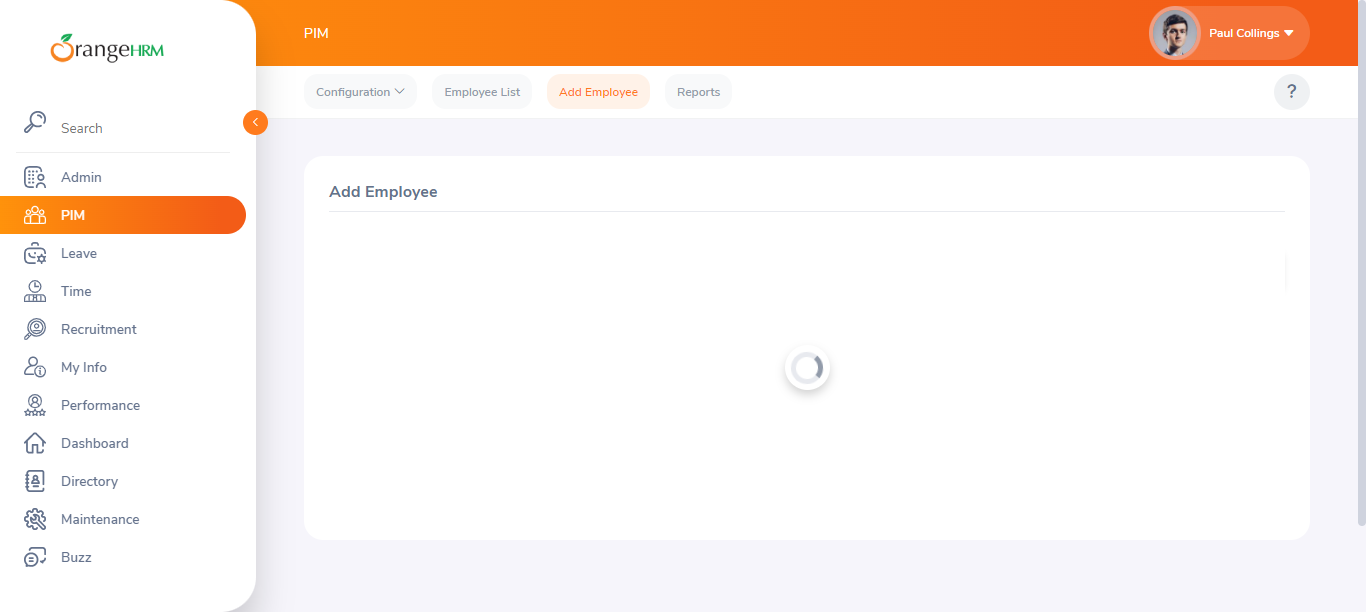 OrangeHRM
Search
Admin
PIM
Leave
Time
Recruitment
My Info
Performance
Dashboard
Directory
Maintenance
Buzz
PIM
Paul Collings
Configuration
Employee List
Add Employee
Reports
?
Add Employee